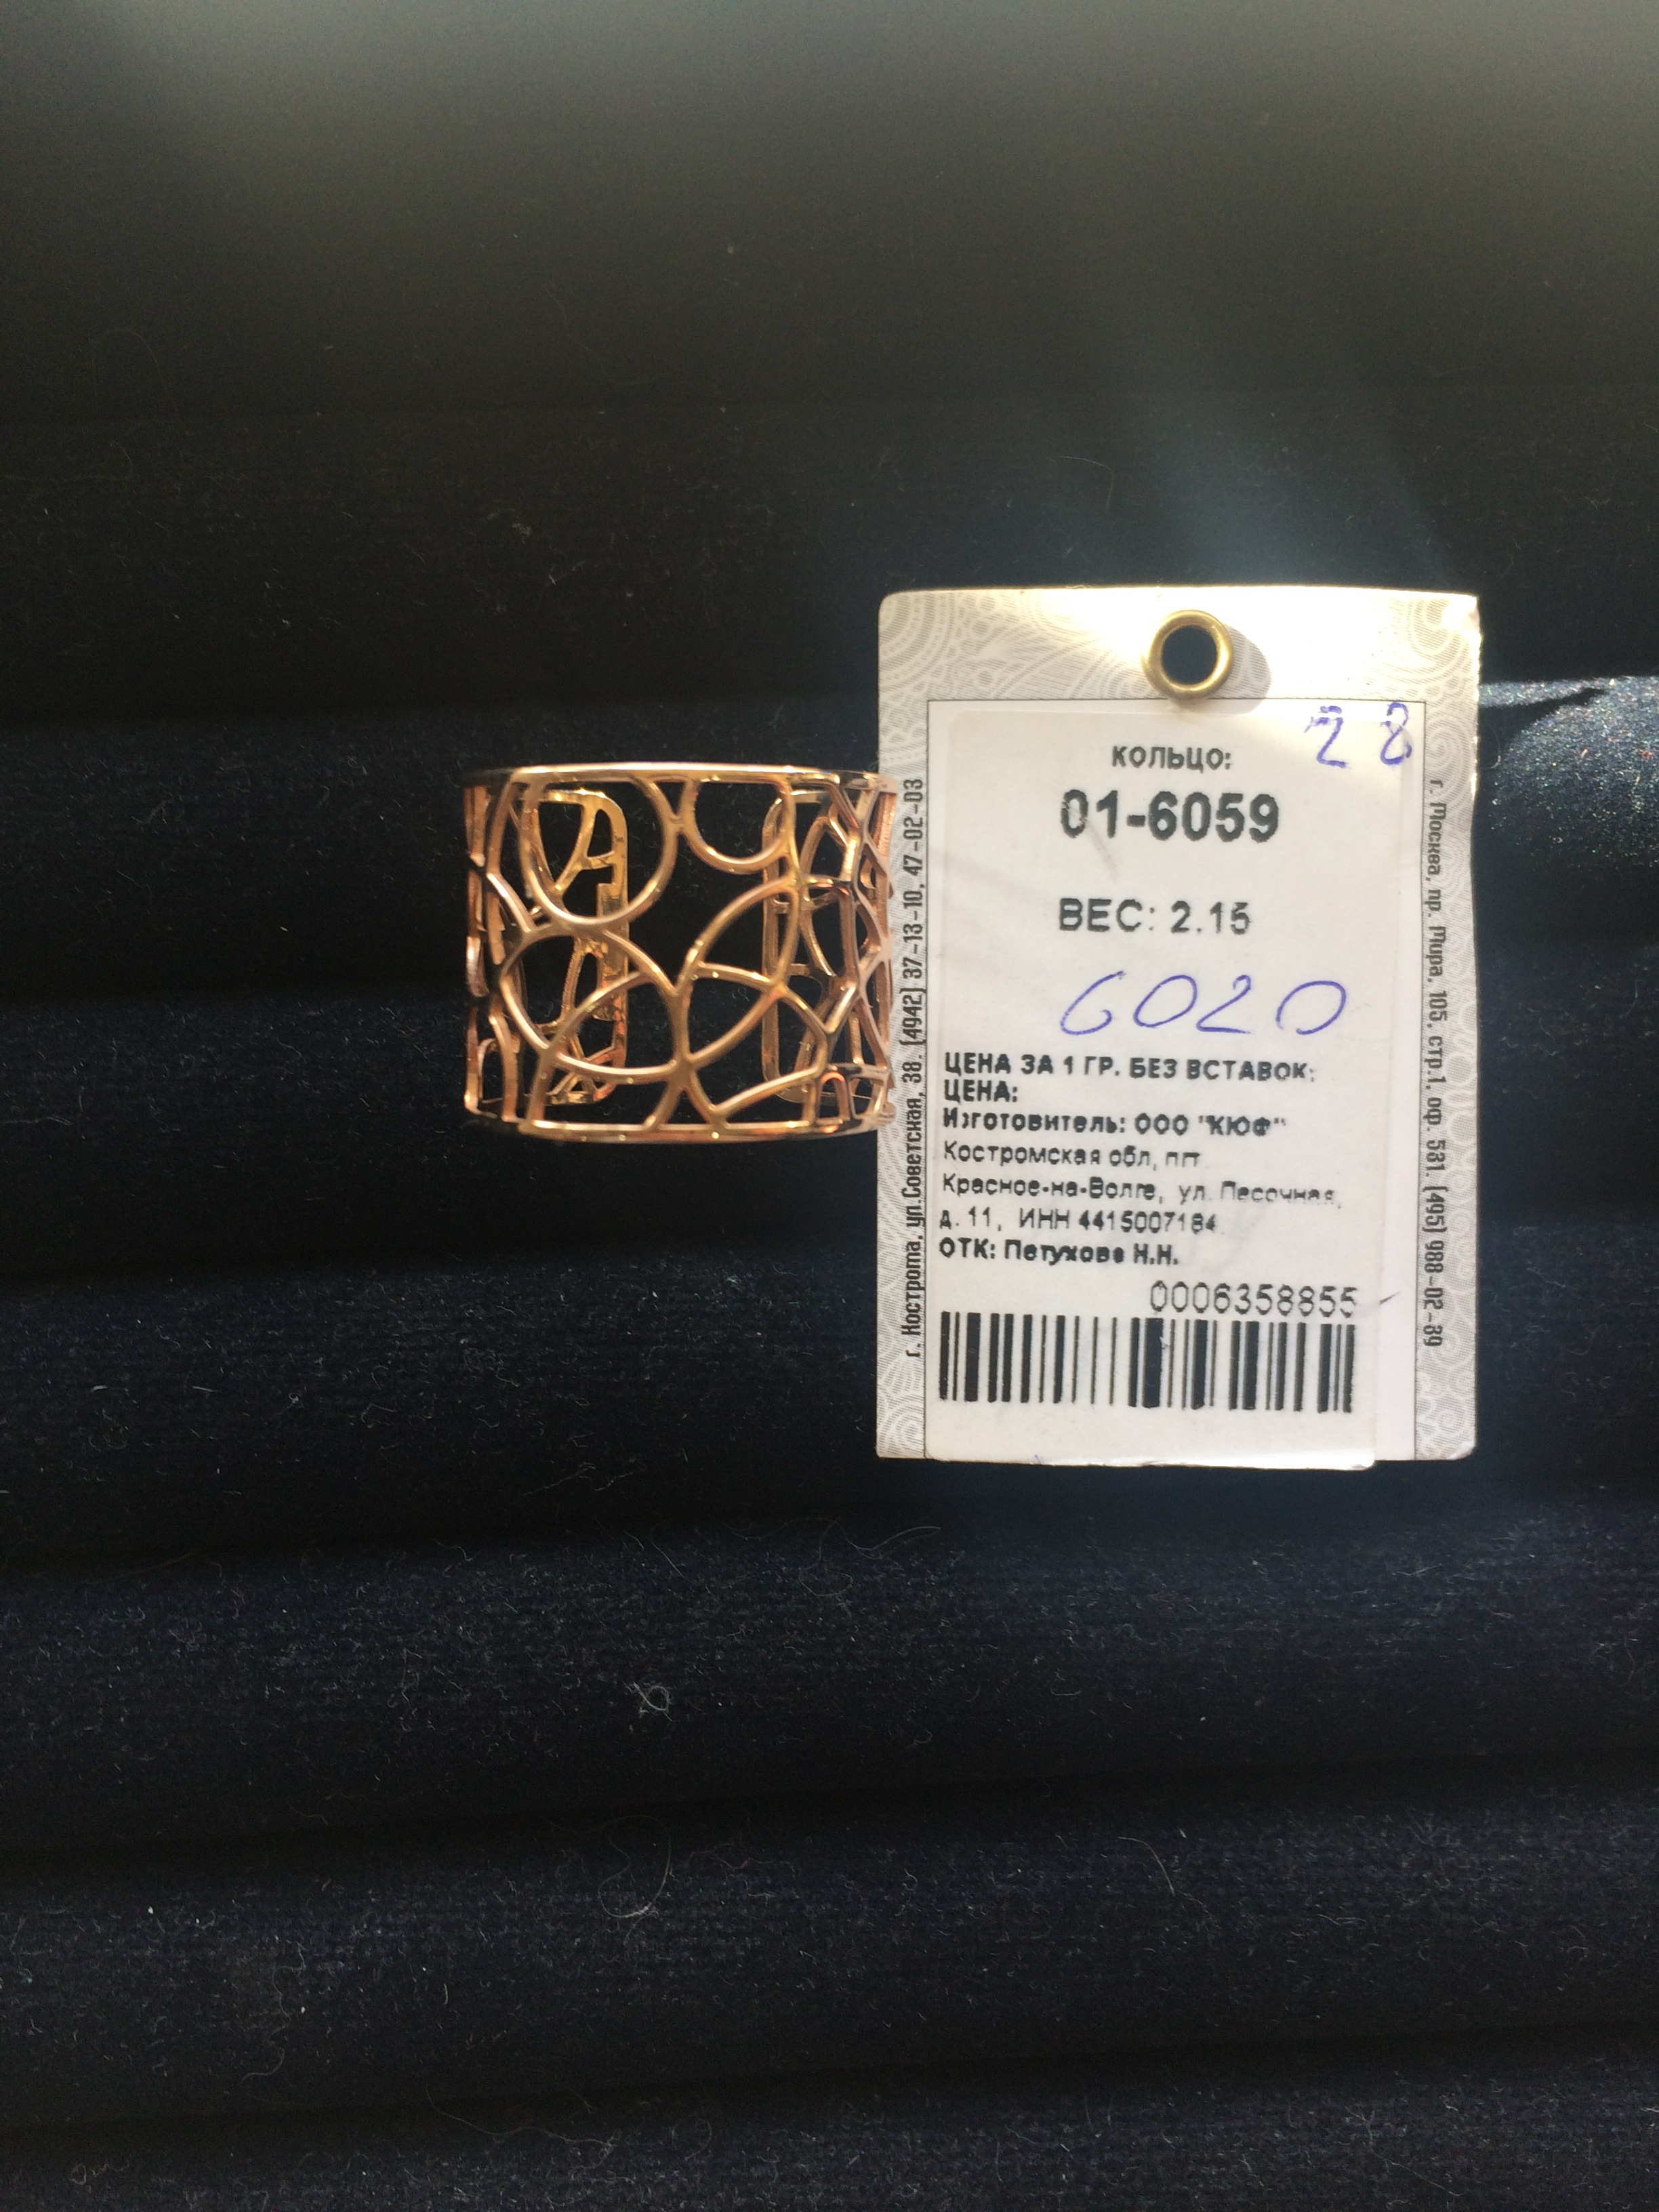 28
КОЛЬЦО:
01-6059
ВЕС: 2.15
6020
ЦЕНА ЗА 1 ГР. БЕЗ ВСТАВОК:
ЦЕНА:
Изготовитель: ООО "КЮФ"
Костромская обл, пгт
Красное-на-Волге, ул. Песочная,
д. 11, ИНН 4415007184
ОТК: Петухова Н.Н.
0006358855
г. Кострома, ул.Советская, 38. (4942) 37-13-10, 47-02-03
г. Москва, пр. Мира, 105, стр.1, оф. 531. (495) 988-02-89